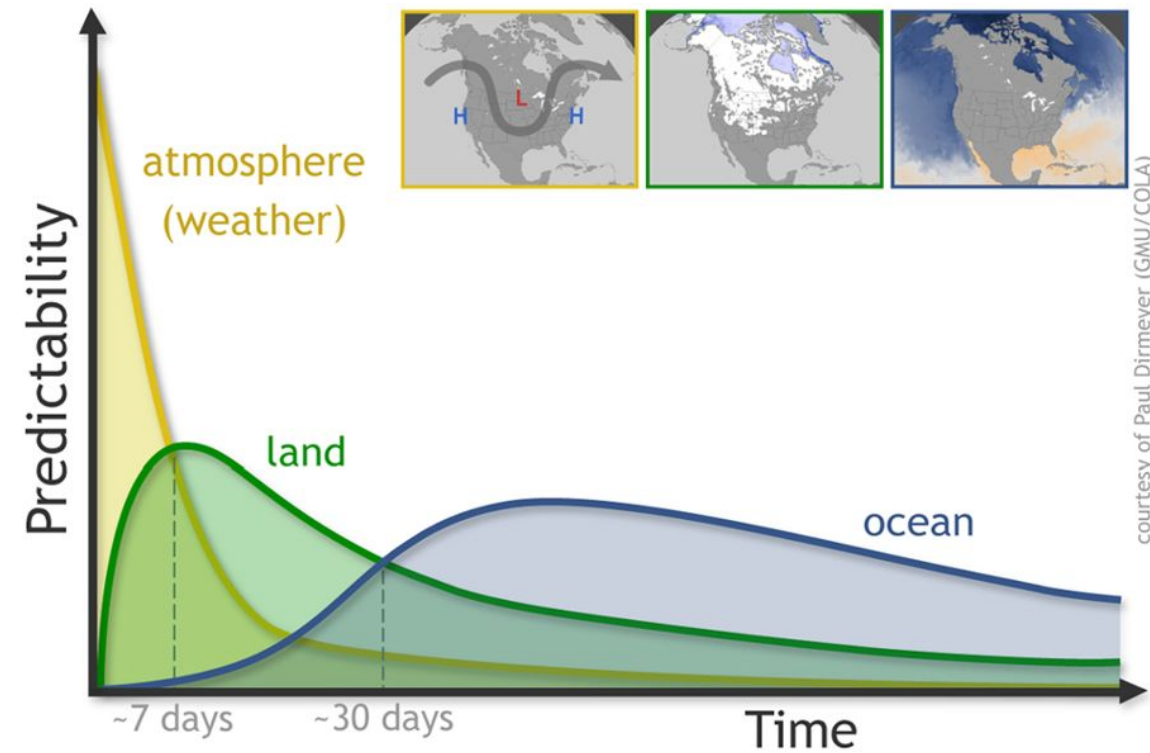 H
L
H
atmosphere
(weather)
land
ocean
Predictability
~7 days
~30 days
Time
courtesy of Paul Dirmeyer (GMU/COLA)